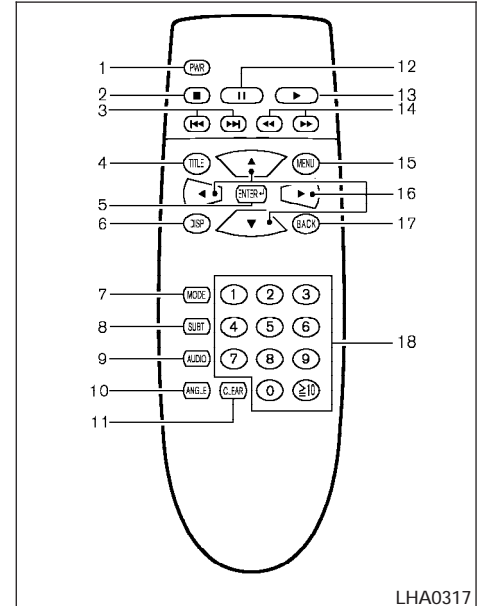 1 PWR 12
2 13
3 14
4 TITLE MENU 15
5 ENTER 16
6 DISP BACK 17
7 MODE 1 2 3
8 SUBT 4 5 6 18
9 AUDIO 7 8 9
10 ANGLE CLEAR 0 ≧10
11
LHA0317